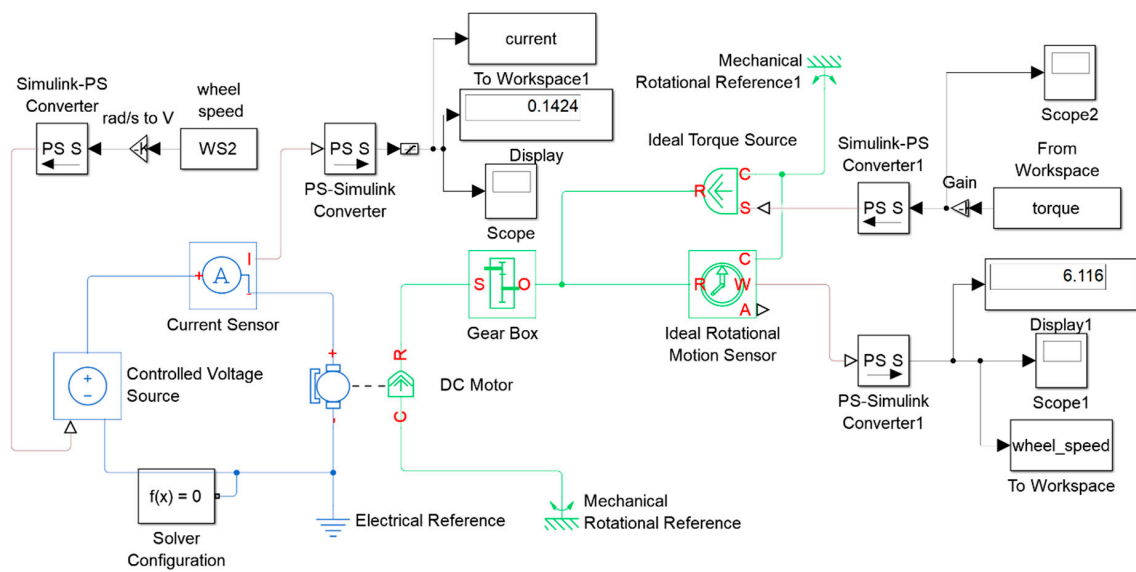 current
To Workspace1
0.1424
Display
Scope
Simulink-PS
Converter
PS S
rad/s to V
-K
wheel
speed
WS2
PS S
PS-Simulink
Converter
Mechanical
Rotational Reference1
Ideal Torque Source
R
C
S
Simulink-PS
Converter1
PS S
Gain
Scope2
From
Workspace
torque
A
+
-
I
Current Sensor
S
O
Gear Box
R
C
W
A
Ideal Rotational
Motion Sensor
6.116
Display1
PS S
PS-Simulink
Converter1
Scope1
wheel_speed
To Workspace
+
-
Controlled Voltage
Source
+
-
R
C
DC Motor
f(x) = 0
Solver
Configuration
Electrical Reference
Mechanical
Rotational Reference